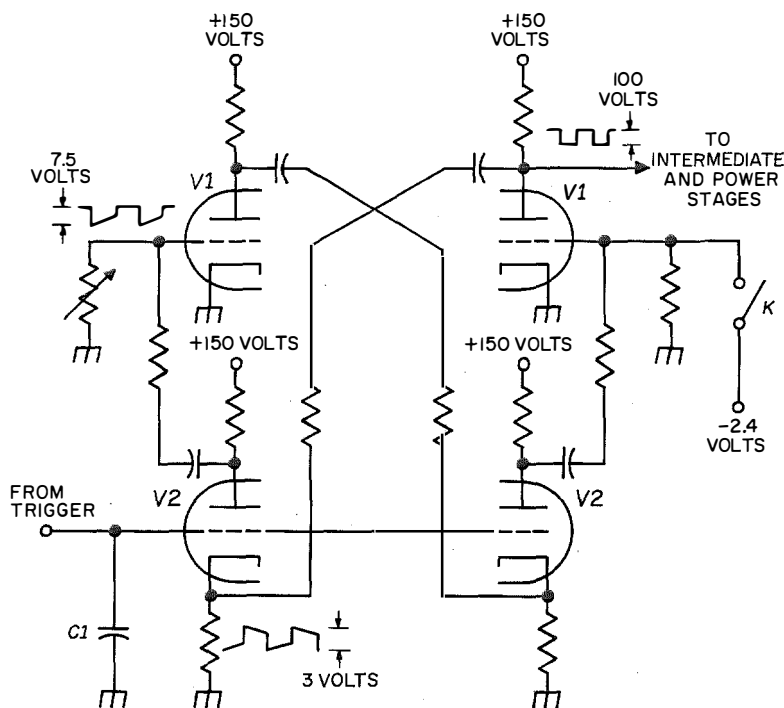 +150
VOLTS
+150
VOLTS
100
VOLTS
TO
INTERMEDIATE
AND POWER
STAGES
7.5
VOLTS
V1
V1
K
+150 VOLTS
+150 VOLTS
-2.4
VOLTS
FROM
TRIGGER
V2
V2
C1
3 VOLTS